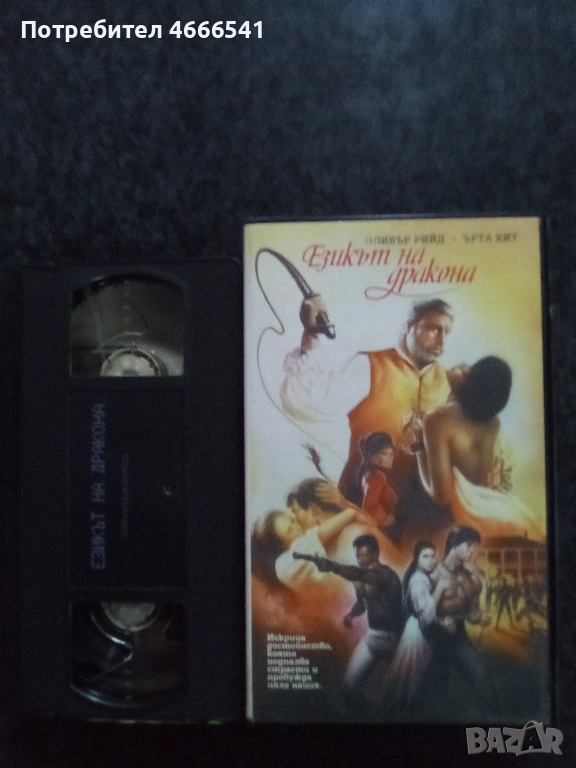 Потребител 4666541
ОЛИВЪР РИЙД • ЪРТА КИТ
Езикът на
дракона
ЕЗИКЪТ НА ДРАКОНА
Искрица
достойнство,
която
подпалва
страсти и
пробужда
цяла нация.
BAZAR